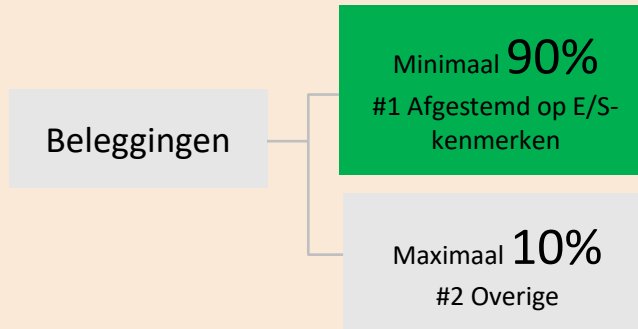 Beleggingen
Minimaal 90%
#1 Afgestemd op E/S-
kenmerken
Maximaal 10%
#2 Overige